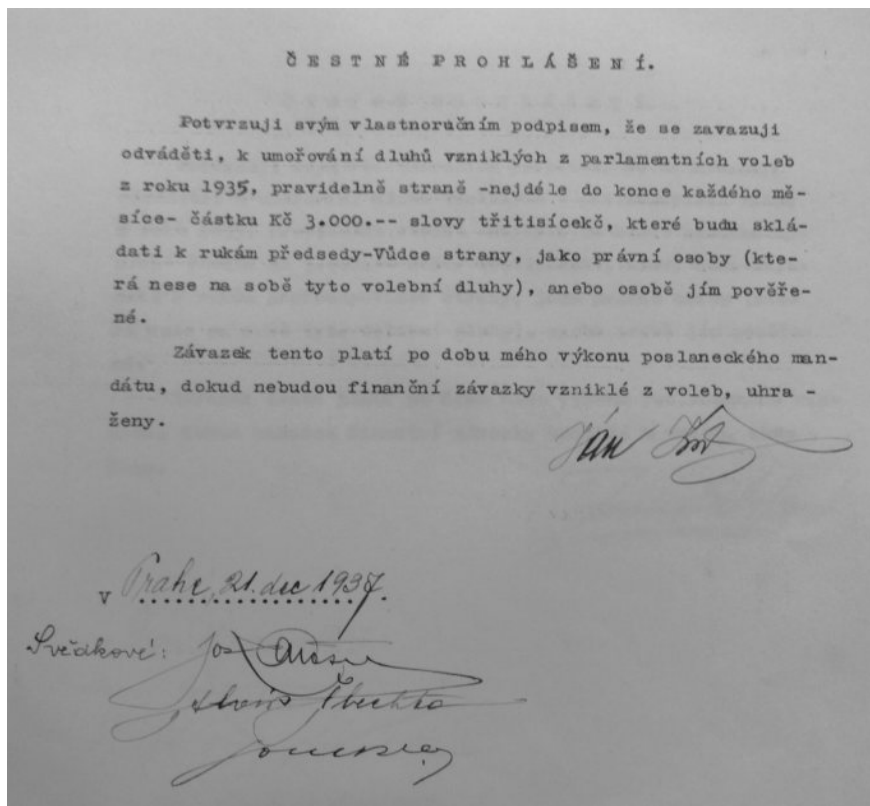 ČESTNÉ PROHLÁŠENÍ.
Potvrzuji svým vlastnoručním podpisem, že se zavazuji
odváděti, k umořování dluhů vzniklých z parlamentních voleb
z roku 1935, pravidelně straně -nejdéle do konce každého mě-
síce- částku Kč 3.000.-- slovy třitisícekč, které budu sklá-
dati k rukám předsedy-Vůdce strany, jako právní osoby (kte-
rá nese na sobě tyto volební dluhy), anebo osobě jím pověře-
né.
Závazek tento platí po dobu mého výkonu poslaneckého man-
dátu, dokud nebudou finanční závazky vzniklé z voleb, uhra -
ženy.
Ján
v Prahe, 21. dec 1937.
Svědkové: Jos